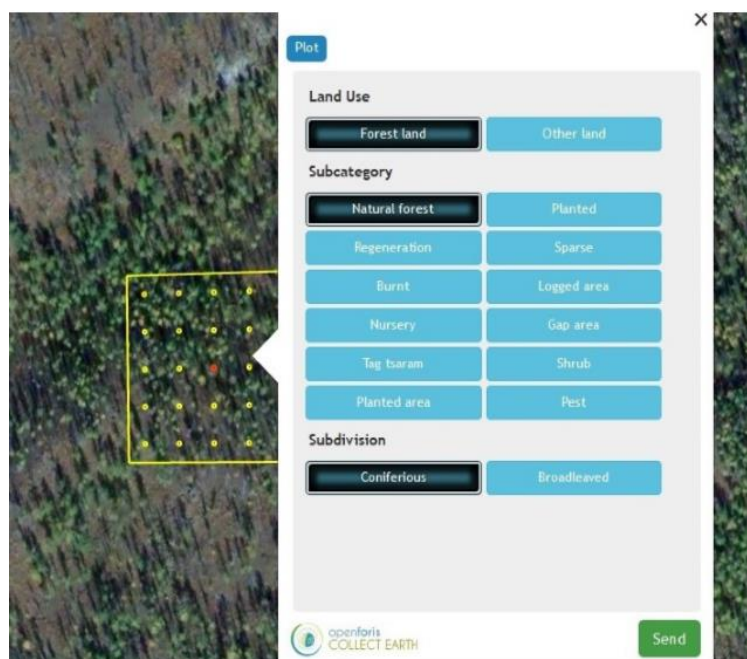 ×
Plot
Land Use
Forest land
Other land
Subcategory
Natural forest
Planted
Regeneration
Sparse
Burnt
Logged area
Nursery
Gap area
Tag tsaram
Shrub
Planted area
Pest
Subdivision
Coniferious
Broadleaved
openforis
COLLECT EARTH
Send